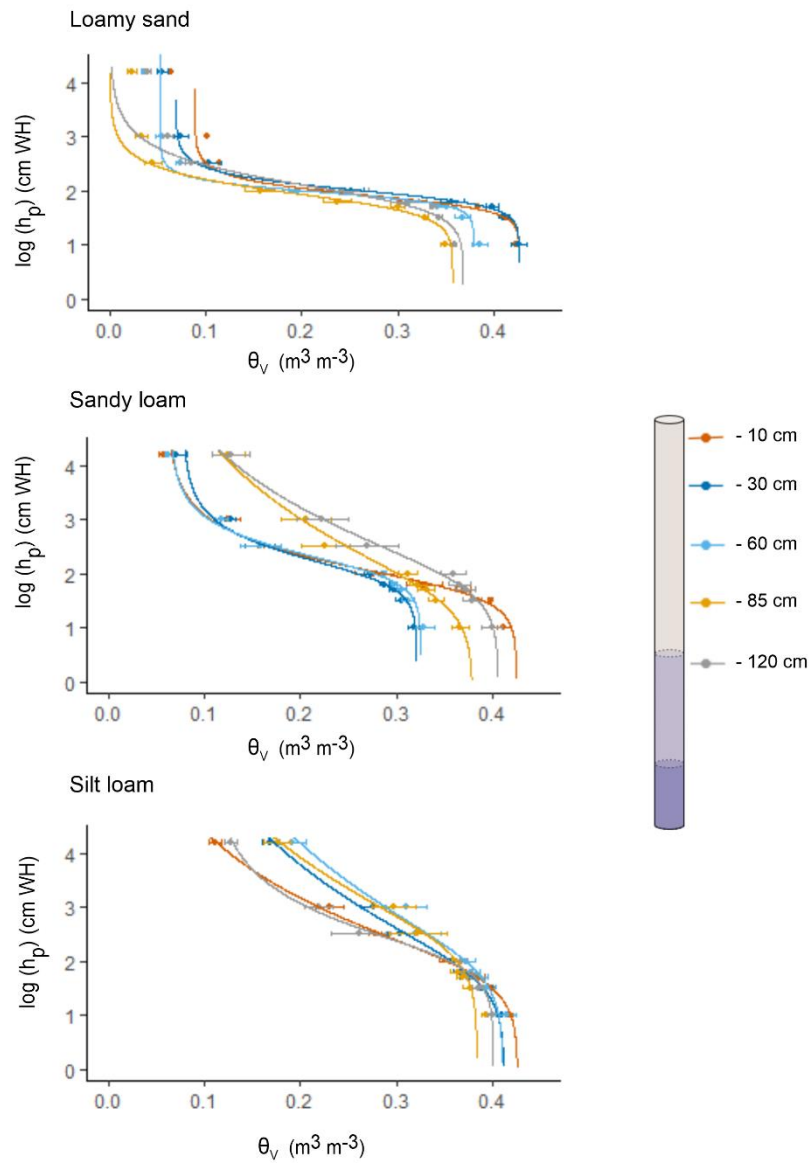 Loamy sand
log (hp) (cm WH)
4
3
2
1
0
0.0 0.1 0.2 0.3 0.4
θV (m³ m⁻³)
Sandy loam
log (hp) (cm WH)
4
3
2
1
0
0.0 0.1 0.2 0.3 0.4
θV (m³ m⁻³)
- 10 cm
- 30 cm
- 60 cm
- 85 cm
- 120 cm
Silt loam
log (hp) (cm WH)
4
3
2
1
0
0.0 0.1 0.2 0.3 0.4
θV (m³ m⁻³)